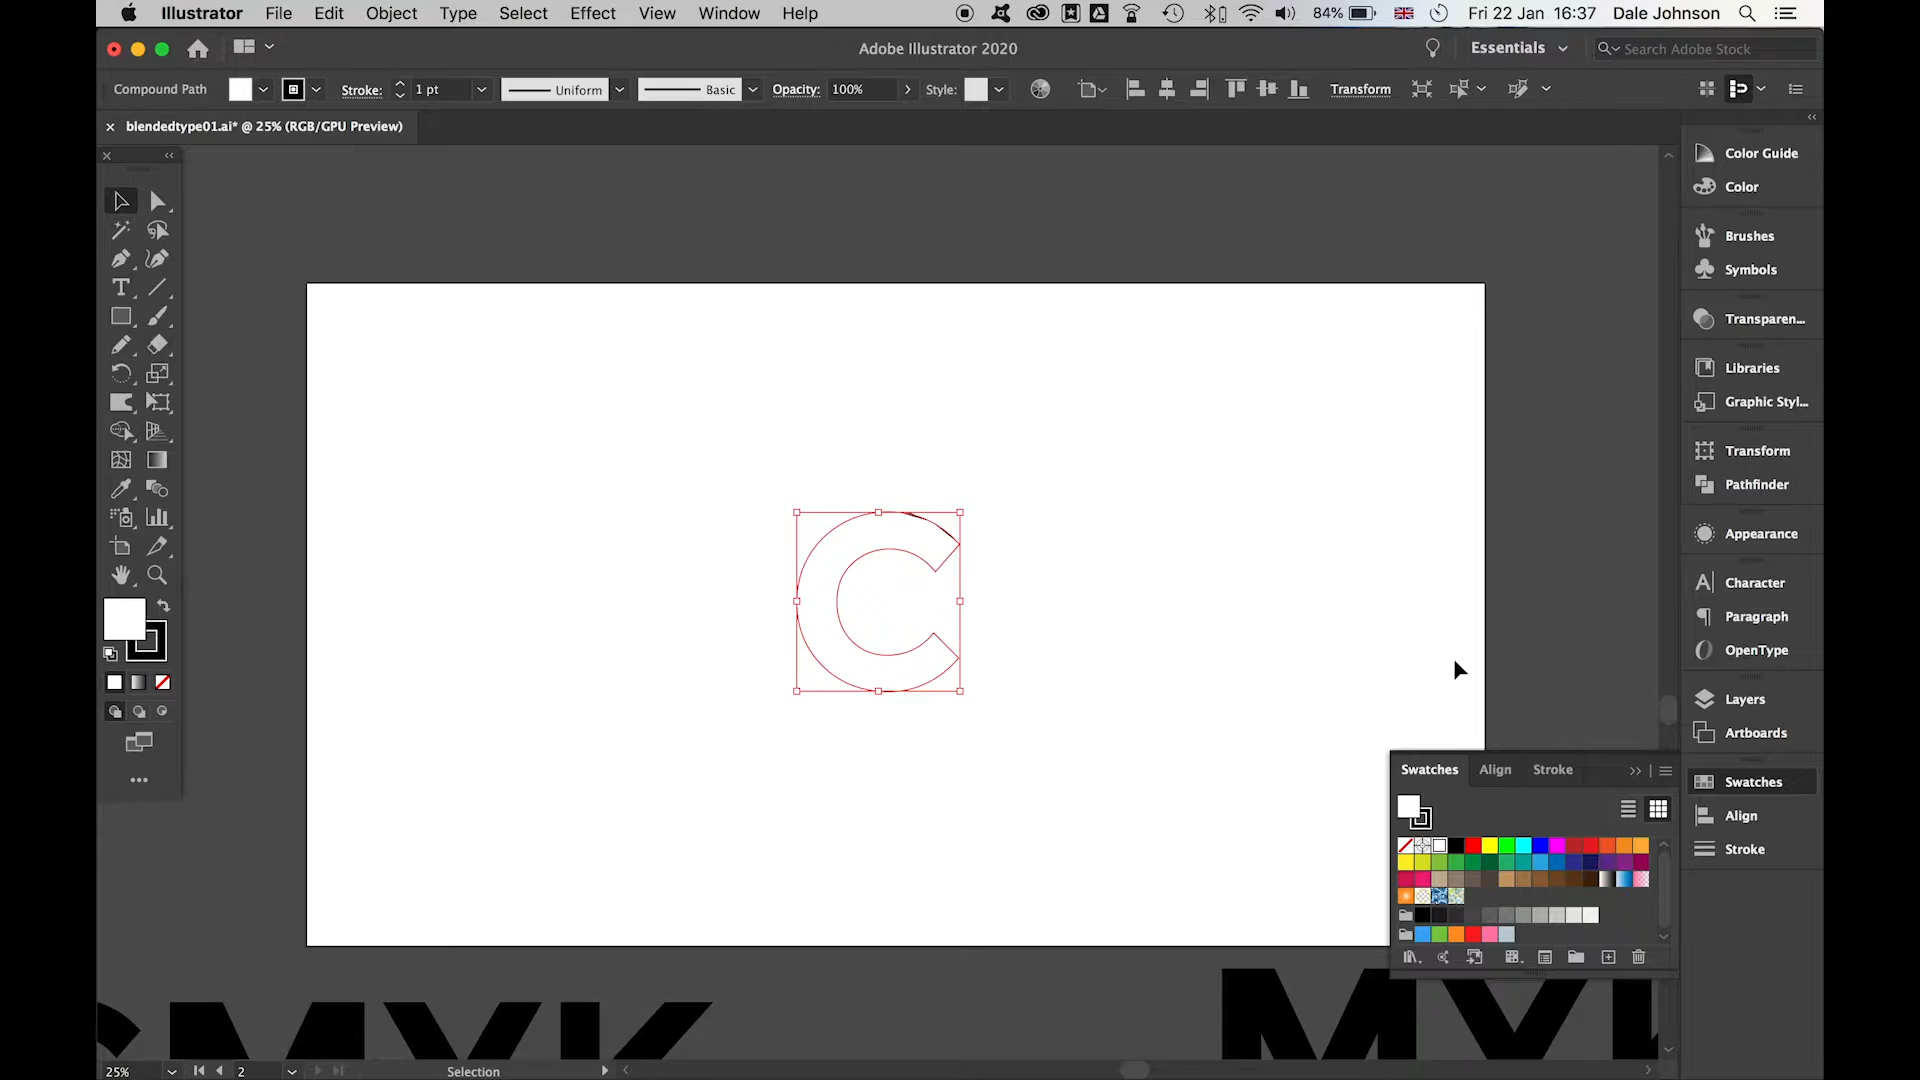 Illustrator File Edit Object Type Select Effect View Window Help 84% Fri 22 Jan 16:37 Dale Johnson
Adobe Illustrator 2020 Essentials Search Adobe Stock
Compound Path Stroke: 1 pt Uniform Basic Opacity: 100% Style: Transform
blendedtype01.ai* @ 25% (RGB/GPU Preview)
Color Guide
Color
Brushes
Symbols
Transparen...
Libraries
Graphic Styl...
Transform
Pathfinder
Appearance
Character
Paragraph
OpenType
Layers
Artboards
Swatches
Align
Stroke
C
Swatches Align Stroke
CMYK
MYK
25% 2 Selection